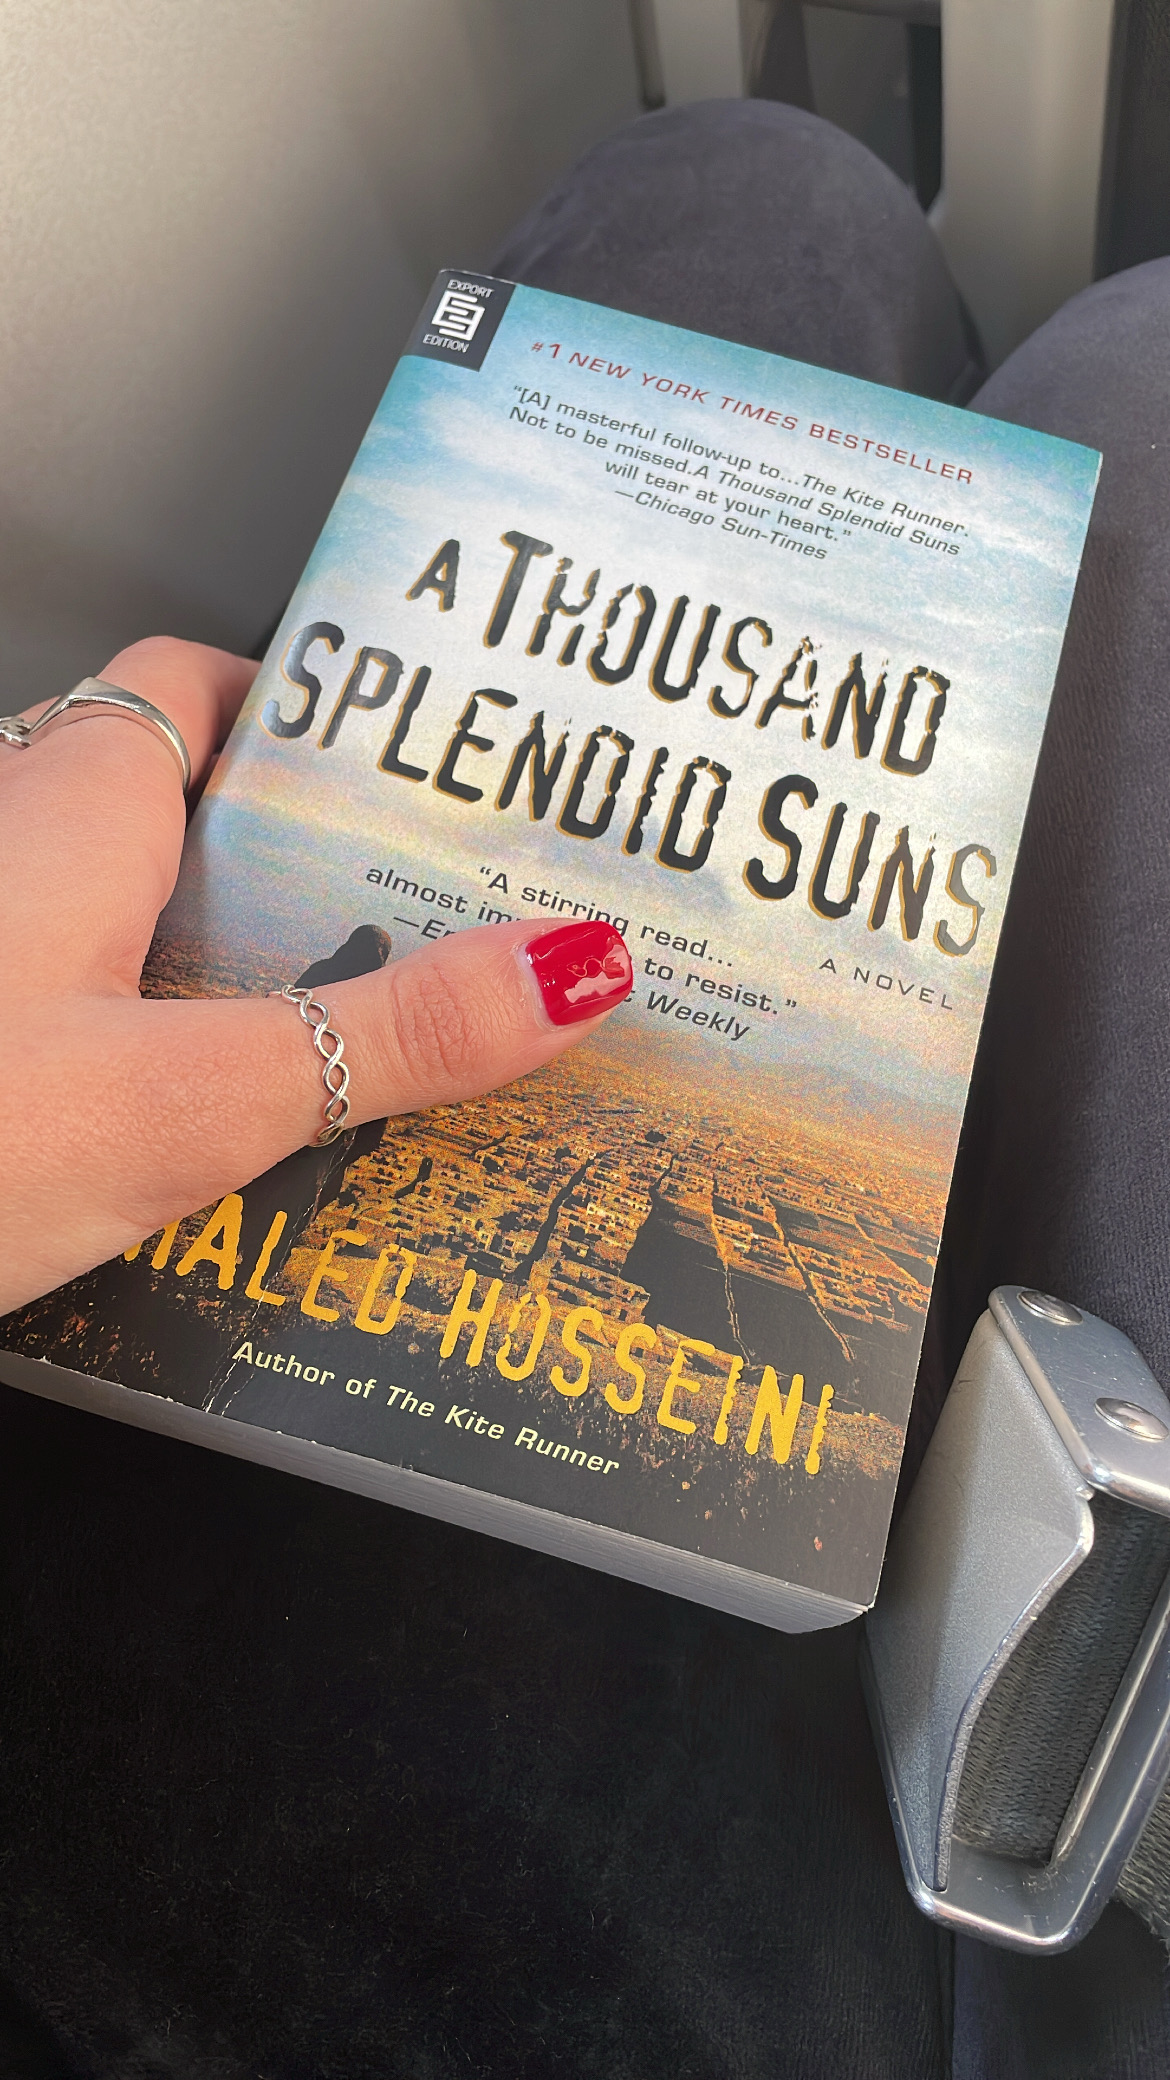 EXPORT
EDITION
#1 NEW YORK TIMES BESTSELLER
"[A] masterful follow-up to...The Kite Runner.
Not to be missed. A Thousand Splendid Suns
will tear at your heart."
—Chicago Sun-Times
A THOUSAND
SPLENDID SUNS
A NOVEL
"A stirring read...
almost to resist."
Weekly
HALED HOSSEINI
Author of The Kite Runner